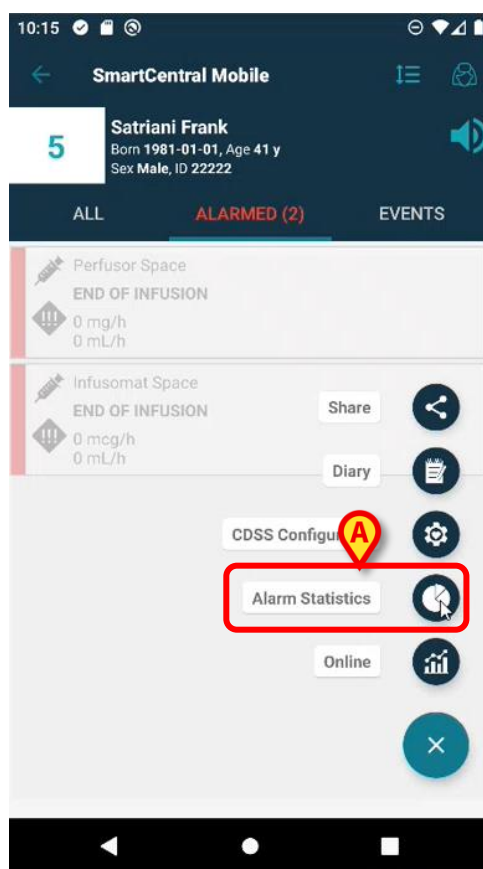 10:15
SmartCentral Mobile
5
Satriani Frank
Born 1981-01-01, Age 41 y
Sex Male, ID 22222
ALL
ALARMED (2)
EVENTS
Perfusor Space
END OF INFUSION
!!!
0 mg/h
0 mL/h
Infusomat Space
END OF INFUSION
!!!
0 mcg/h
0 mL/h
Share
Diary
CDSS Configu
A
Alarm Statistics
Online